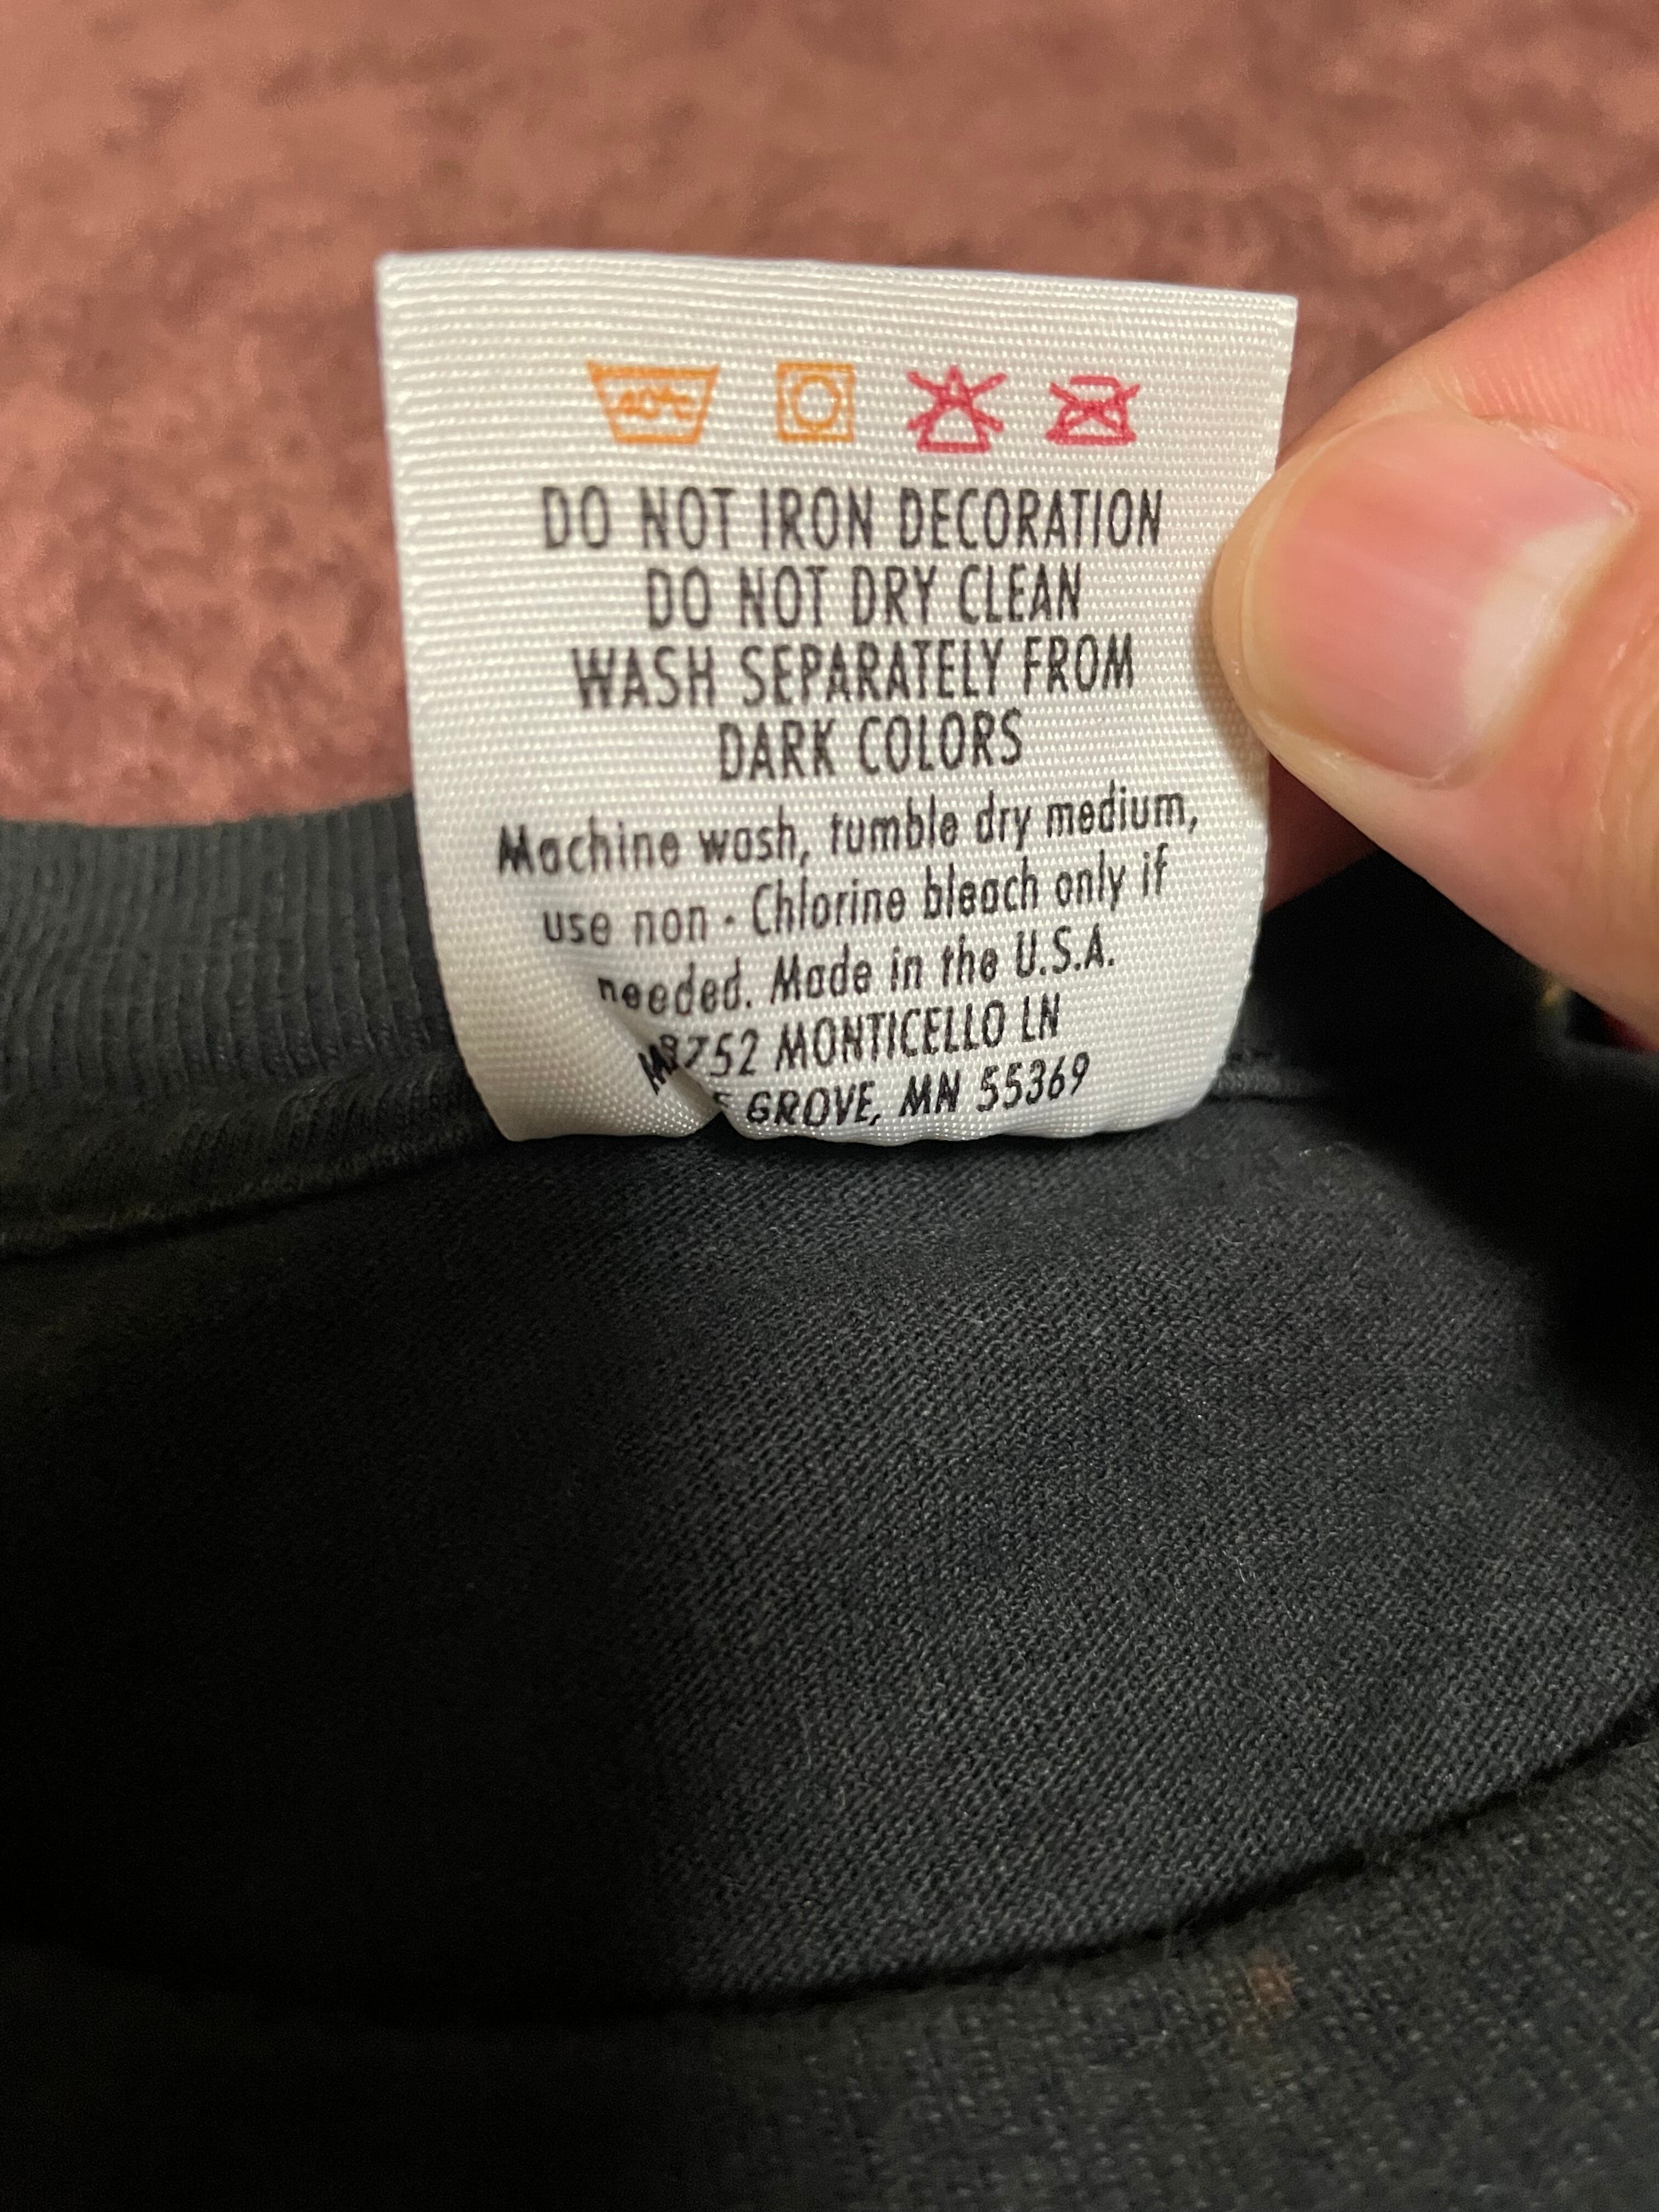 40°C
DO NOT IRON DECORATION
DO NOT DRY CLEAN
WASH SEPARATELY FROM
DARK COLORS
Machine wash, tumble dry medium,
use non - Chlorine bleach only if
needed. Made in the U.S.A.
MONTICELLO LN
GROVE, MN 55369